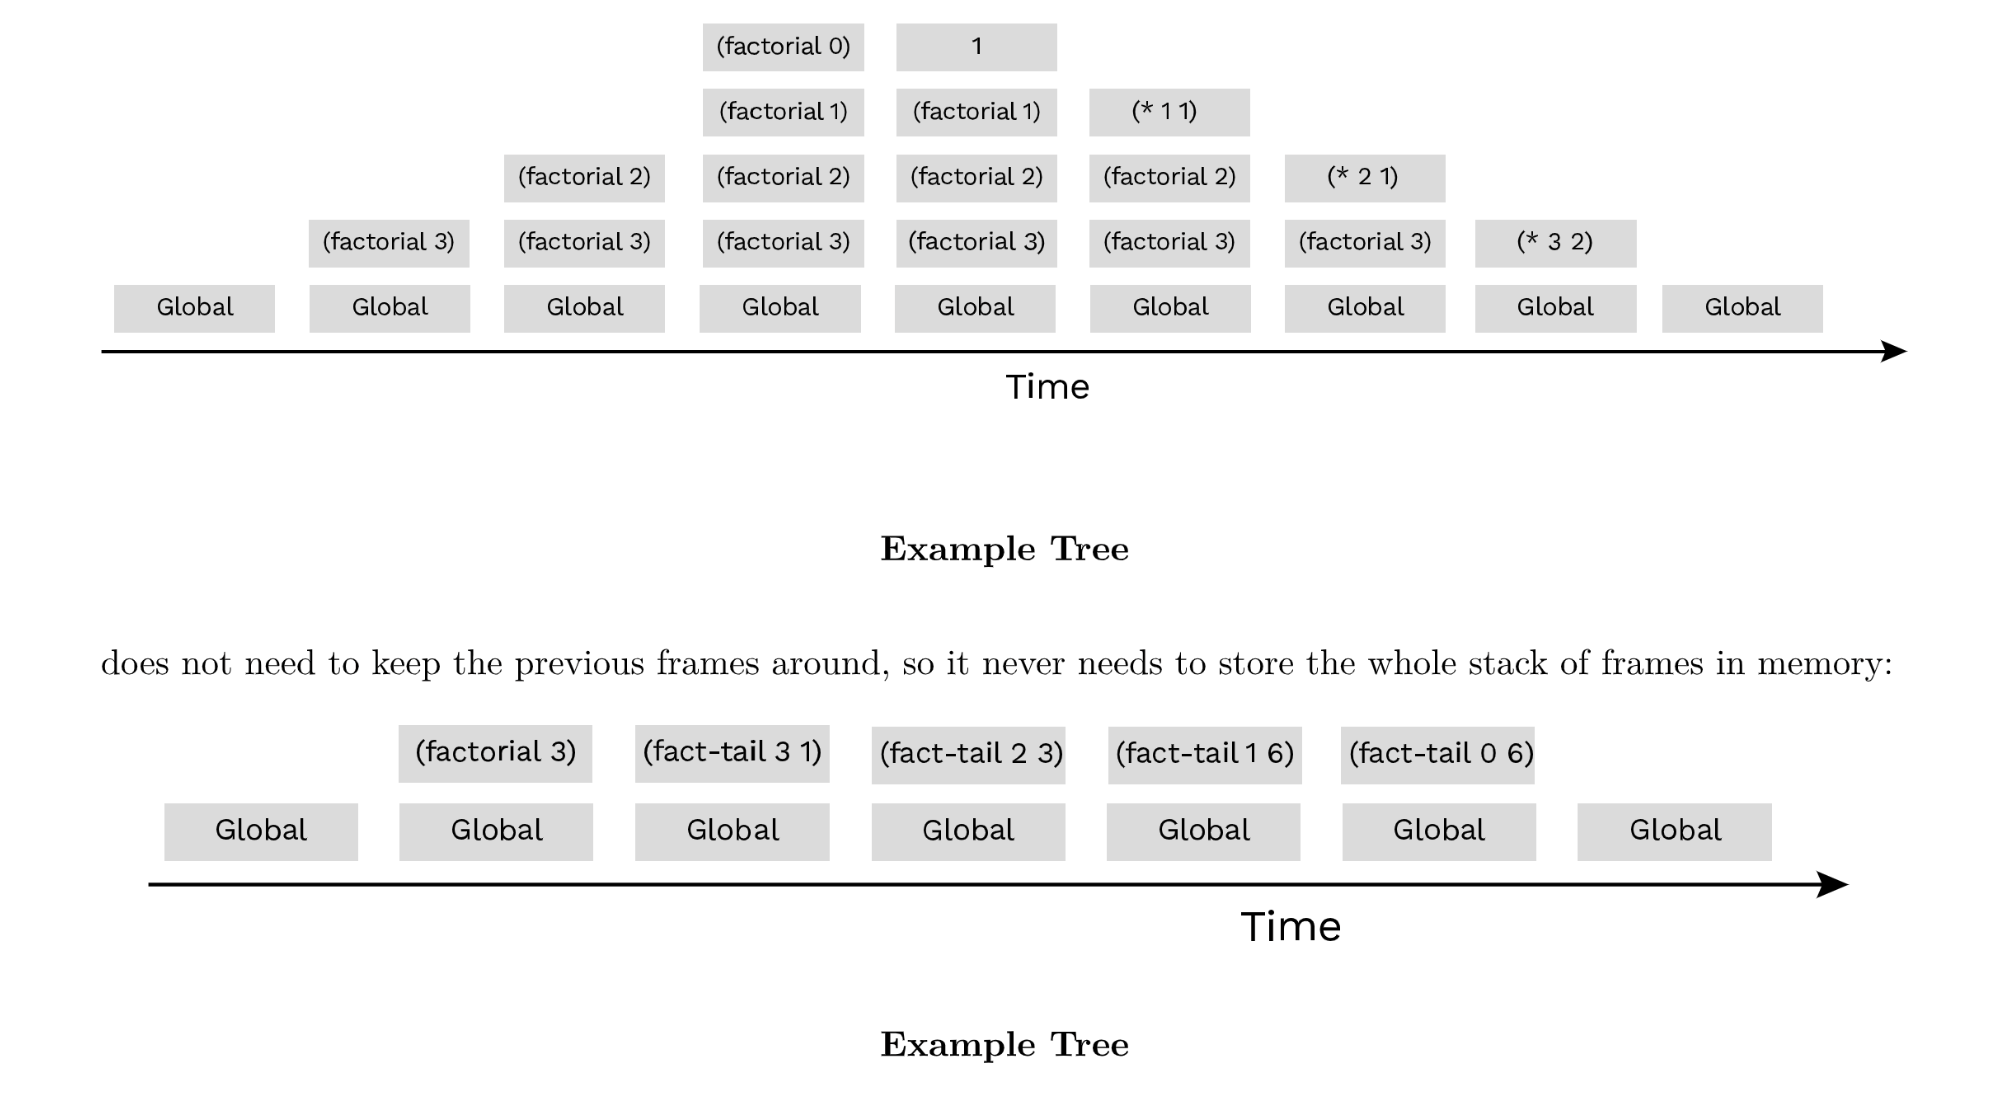 (factorial 0) 1
(factorial 1) (factorial 1) (* 1 1)
(factorial 2) (factorial 2) (factorial 2) (factorial 2) (* 2 1)
(factorial 3) (factorial 3) (factorial 3) (factorial 3) (factorial 3) (factorial 3) (* 3 2)
Global Global Global Global Global Global Global Global Global
Time
Example Tree
does not need to keep the previous frames around, so it never needs to store the whole stack of frames in memory:
(factorial 3) (fact-tail 3 1) (fact-tail 2 3) (fact-tail 1 6) (fact-tail 0 6)
Global Global Global Global Global Global Global
Time
Example Tree